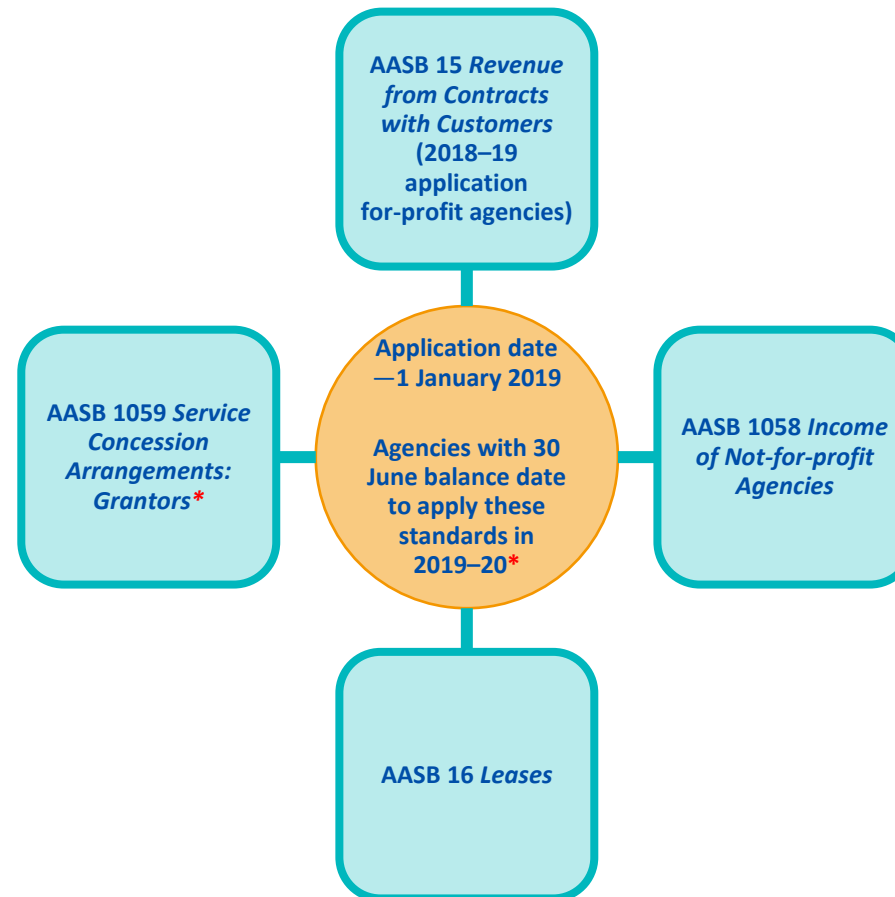 AASB 15 Revenue
from Contracts
with Customers
(2018–19
application
for-profit agencies)
Application date
—1 January 2019
Agencies with 30
June balance date
to apply these
standards in
2019–20*
AASB 1059 Service
Concession
Arrangements:
Grantors*
AASB 1058 Income
of Not-for-profit
Agencies
AASB 16 Leases